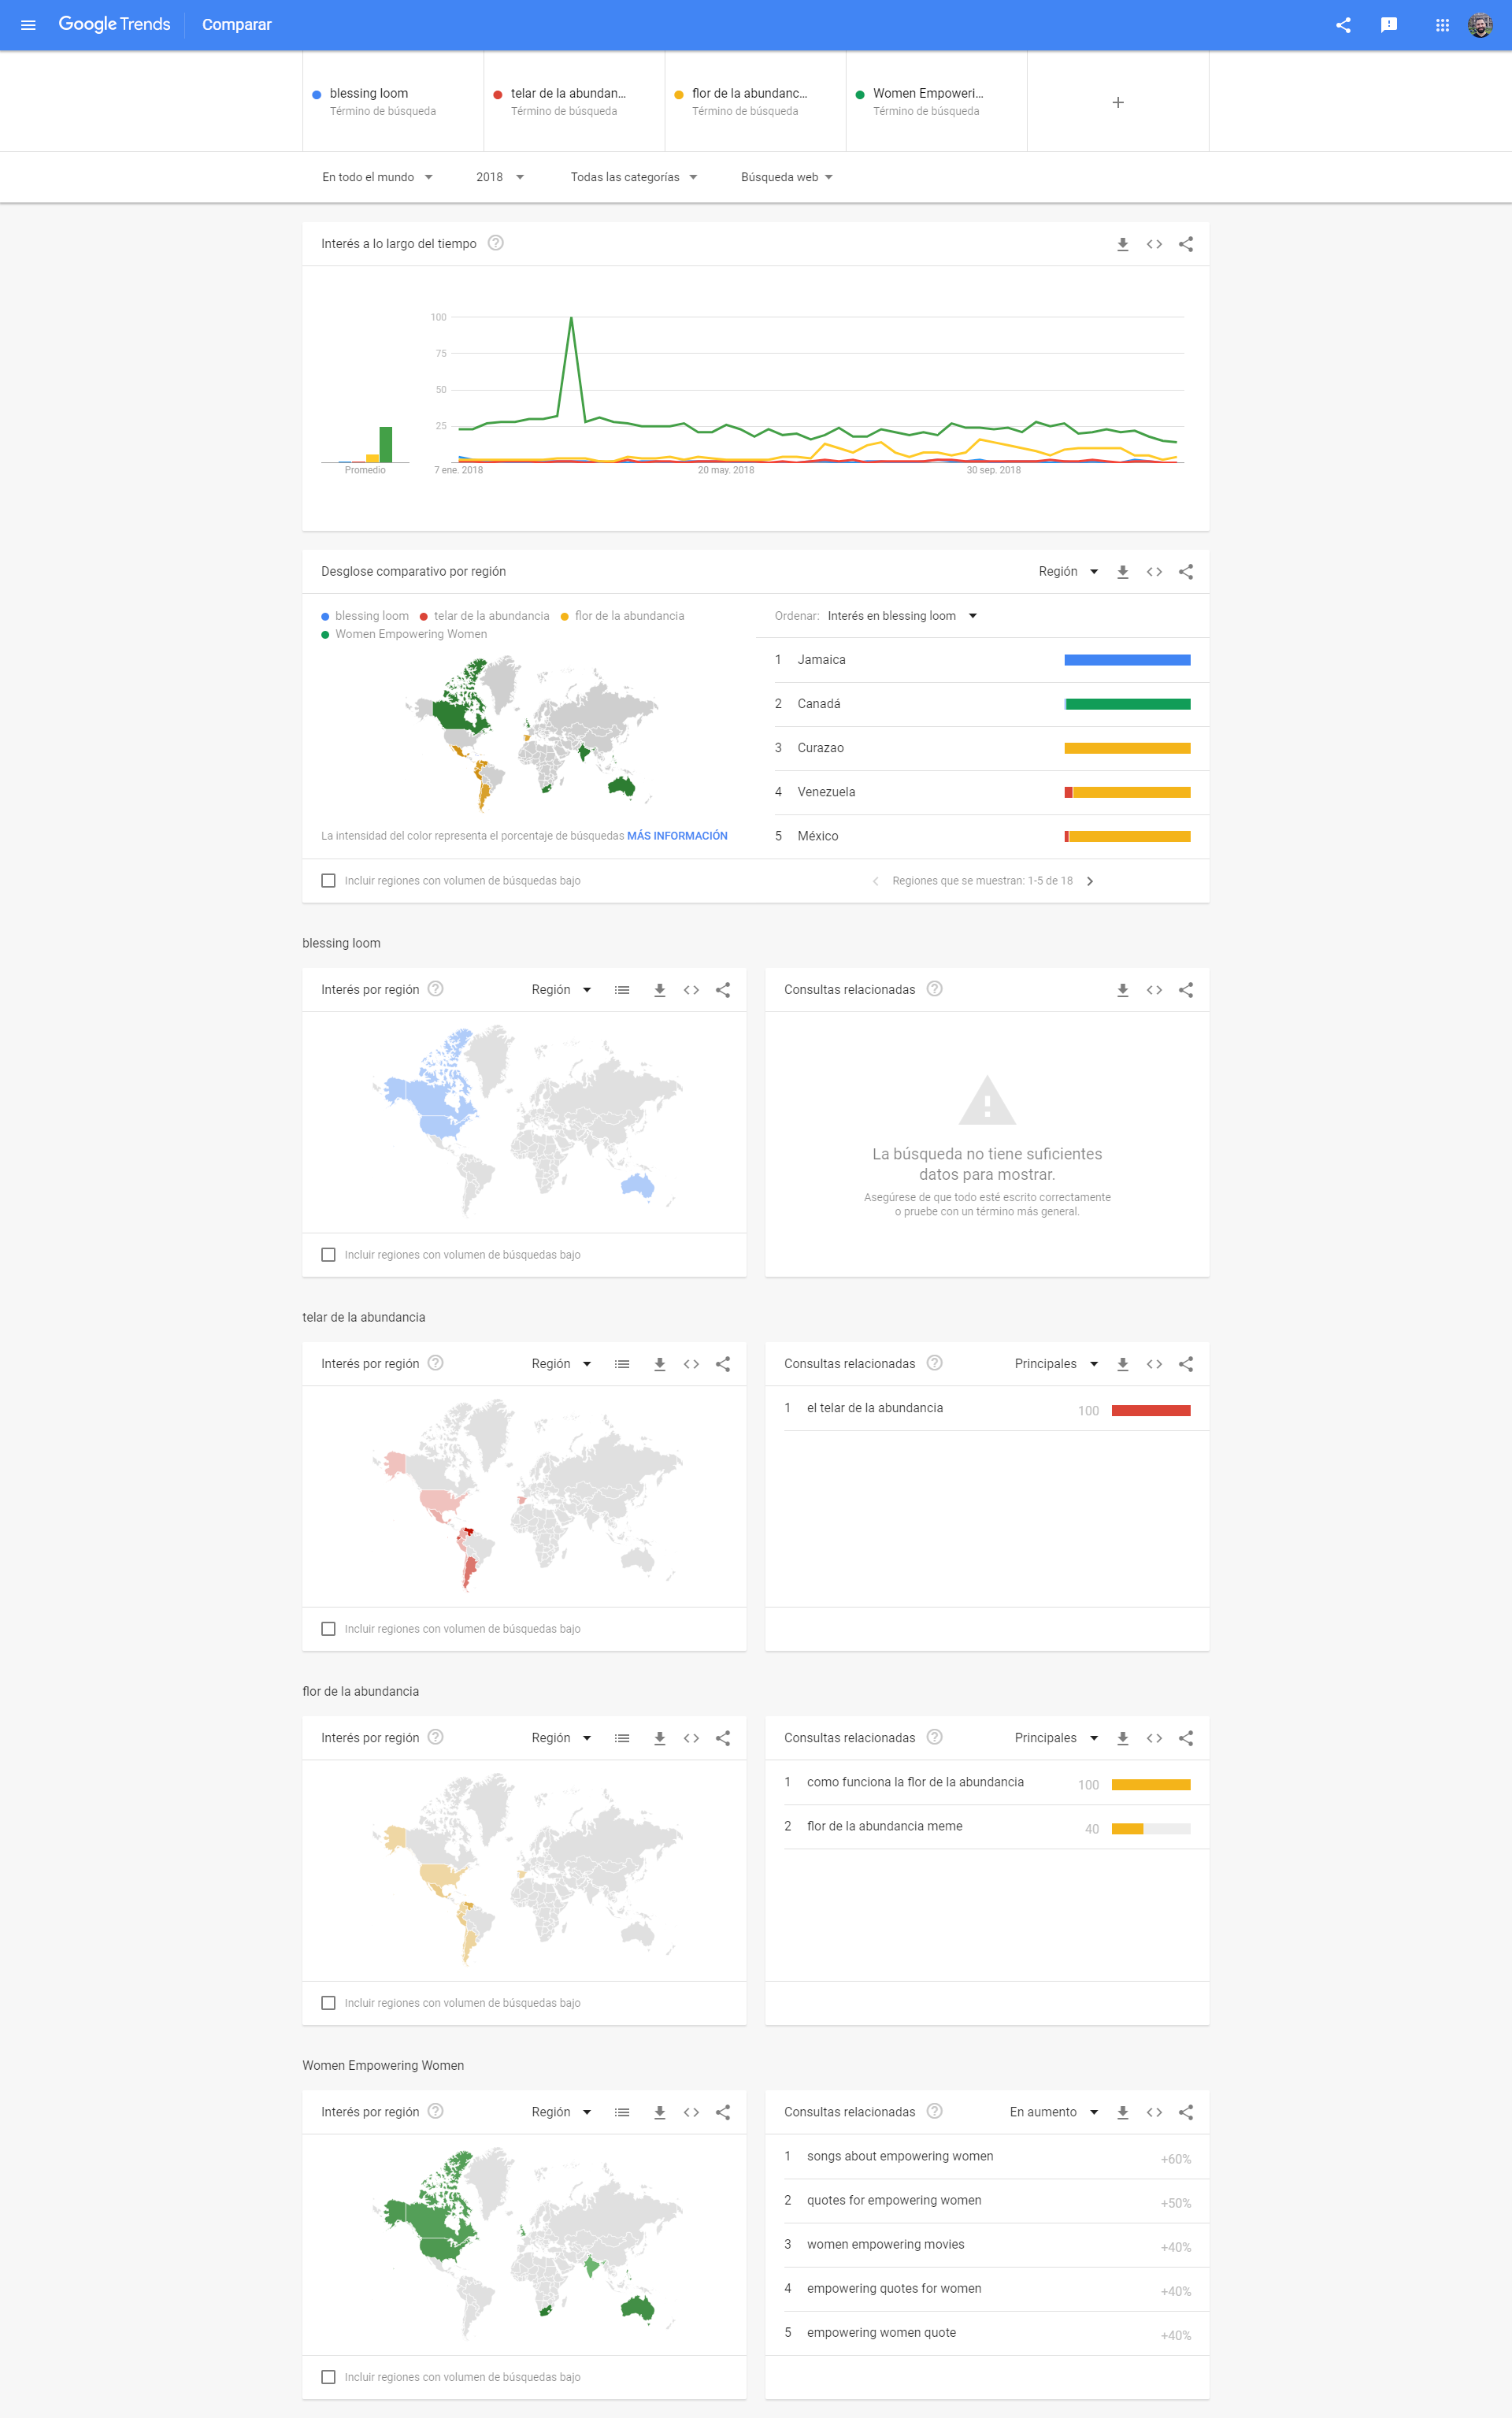 Google Trends
Comparar
blessing loom
Término de búsqueda
telar de la abundan...
Término de búsqueda
flor de la abundanc...
Término de búsqueda
Women Empoweri...
Término de búsqueda
+
En todo el mundo
2018
Todas las categorías
Búsqueda web
Interés a lo largo del tiempo
100
75
50
25
Promedio
7 ene. 2018
20 may. 2018
30 sep. 2018
Desglose comparativo por región
Región
blessing loom
telar de la abundancia
flor de la abundancia
Women Empowering Women
Ordenar: Interés en blessing loom
1 Jamaica
2 Canadá
3 Curazao
4 Venezuela
5 México
La intensidad del color representa el porcentaje de búsquedas MÁS INFORMACIÓN
Incluir regiones con volumen de búsquedas bajo
Regiones que se muestran: 1-5 de 18
blessing loom
Interés por región
Región
Incluir regiones con volumen de búsquedas bajo
Consultas relacionadas
La búsqueda no tiene suficientes
datos para mostrar.
Asegúrese de que todo esté escrito correctamente
o pruebe con un término más general.
telar de la abundancia
Interés por región
Región
Incluir regiones con volumen de búsquedas bajo
Consultas relacionadas
Principales
1 el telar de la abundancia 100
flor de la abundancia
Interés por región
Región
Incluir regiones con volumen de búsquedas bajo
Consultas relacionadas
Principales
1 como funciona la flor de la abundancia 100
2 flor de la abundancia meme 40
Women Empowering Women
Interés por región
Región
Incluir regiones con volumen de búsquedas bajo
Consultas relacionadas
En aumento
1 songs about empowering women +60%
2 quotes for empowering women +50%
3 women empowering movies +40%
4 empowering quotes for women +40%
5 empowering women quote +40%